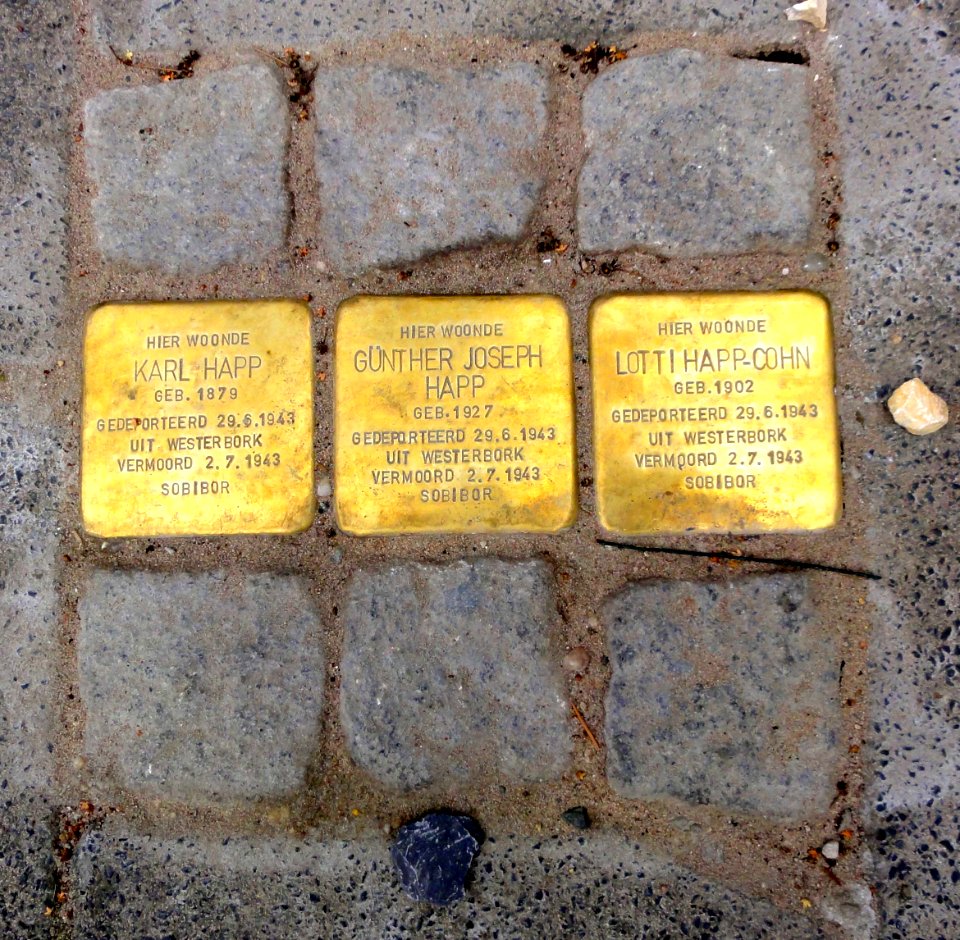 HIER WOONDE
KARL HAPP
GEB. 1879
GEDEPORTEERD 29.6.1943
UIT WESTERBORK
VERMOORD 2.7.1943
SOBIBOR
HIER WOONDE
GÜNTHER JOSEPH
HAPP
GEB. 1927
GEDEPORTEERD 29.6.1943
UIT WESTERBORK
VERMOORD 2.7.1943
SOBIBOR
HIER WOONDE
LOTTI HAPP-COHN
GEB. 1902
GEDEPORTEERD 29.6.1943
UIT WESTERBORK
VERMOORD 2.7.1943
SOBIBOR